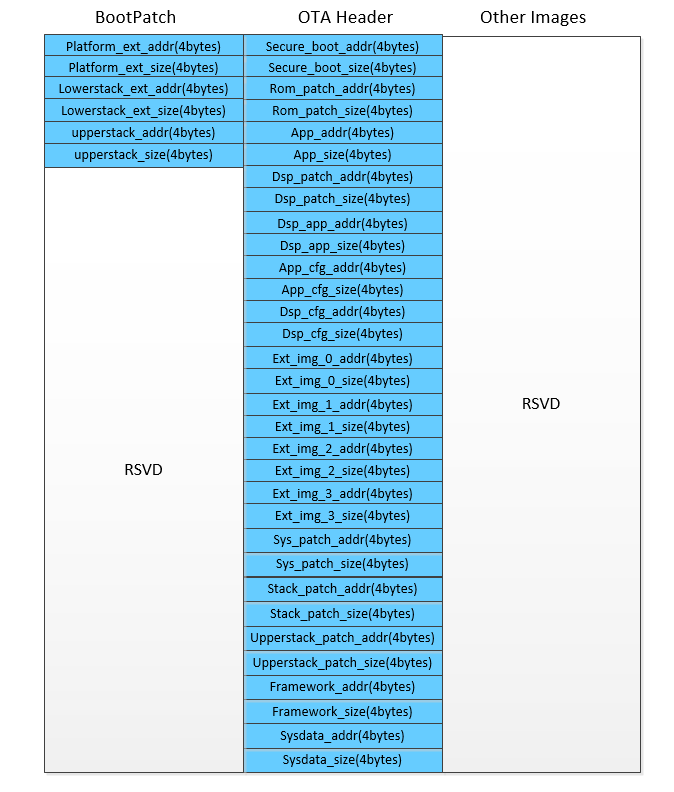 BootPatch
OTA Header
Other Images
Platform_ext_addr(4bytes)
Platform_ext_size(4bytes)
Lowerstack_ext_addr(4bytes)
Lowerstack_ext_size(4bytes)
upperstack_addr(4bytes)
upperstack_size(4bytes)
RSVD
Secure_boot_addr(4bytes)
Secure_boot_size(4bytes)
Rom_patch_addr(4bytes)
Rom_patch_size(4bytes)
App_addr(4bytes)
App_size(4bytes)
Dsp_patch_addr(4bytes)
Dsp_patch_size(4bytes)
Dsp_app_addr(4bytes)
Dsp_app_size(4bytes)
App_cfg_addr(4bytes)
App_cfg_size(4bytes)
Dsp_cfg_addr(4bytes)
Dsp_cfg_size(4bytes)
Ext_img_0_addr(4bytes)
Ext_img_0_size(4bytes)
Ext_img_1_addr(4bytes)
Ext_img_1_size(4bytes)
Ext_img_2_addr(4bytes)
Ext_img_2_size(4bytes)
Ext_img_3_addr(4bytes)
Ext_img_3_size(4bytes)
Sys_patch_addr(4bytes)
Sys_patch_size(4bytes)
Stack_patch_addr(4bytes)
Stack_patch_size(4bytes)
Upperstack_patch_addr(4bytes)
Upperstack_patch_size(4bytes)
Framework_addr(4bytes)
Framework_size(4bytes)
Sysdata_addr(4bytes)
Sysdata_size(4bytes)
RSVD